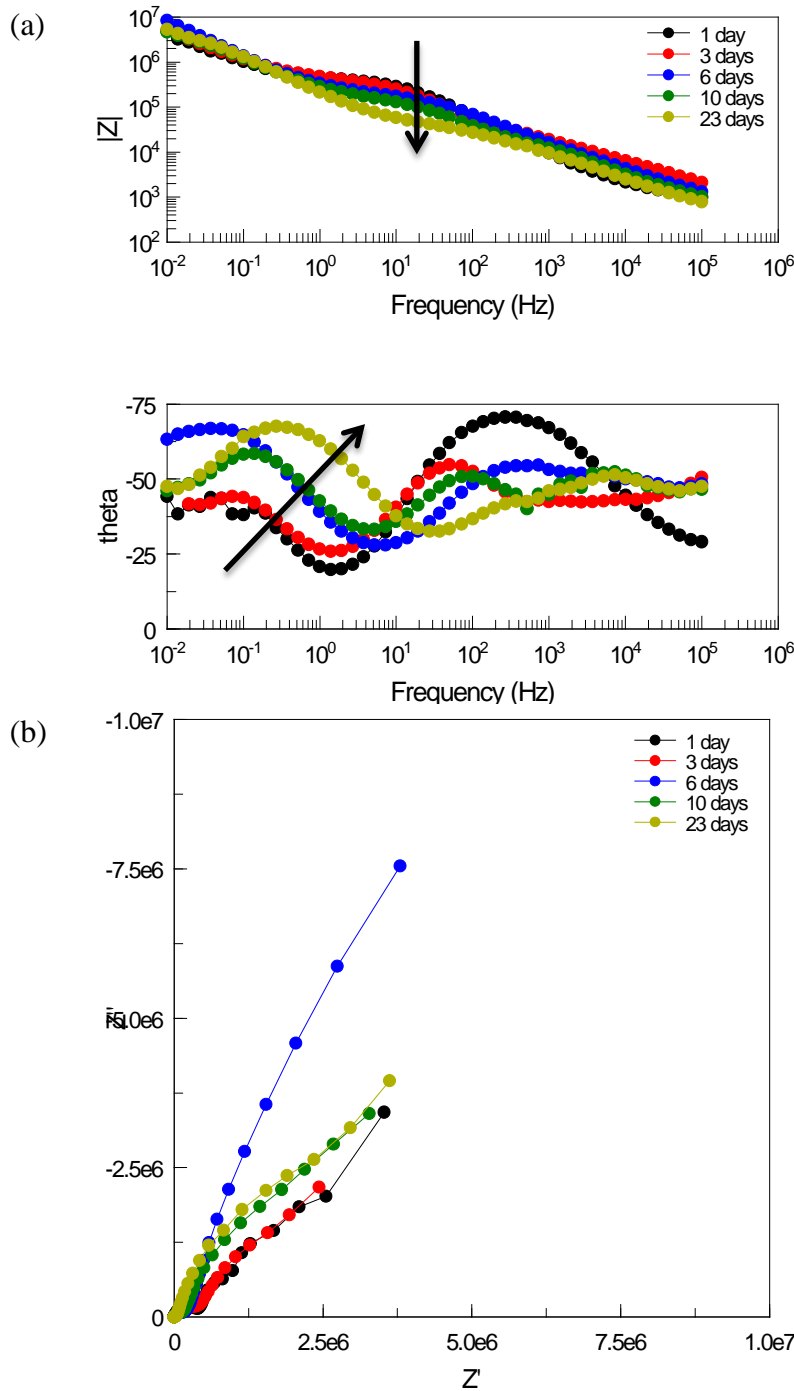 (a)
10^7
10^6
10^5
10^4
10^3
10^2
|Z|
1 day
3 days
6 days
10 days
23 days
10^-2 10^-1 10^0 10^1 10^2 10^3 10^4 10^5 10^6
Frequency (Hz)
-75
-50
-25
0
theta
10^-2 10^-1 10^0 10^1 10^2 10^3 10^4 10^5 10^6
Frequency (Hz)
(b)
-1.0e7
-7.5e6
-5.0e6
-2.5e6
0
Z''
1 day
3 days
6 days
10 days
23 days
0 2.5e6 5.0e6 7.5e6 1.0e7
Z'